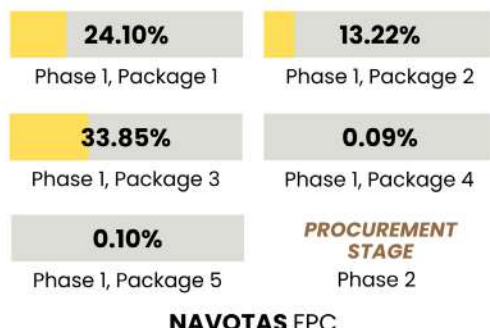 24.10%
13.22%
Phase 1, Package 1
Phase 1, Package 2
33.85%
0.09%
Phase 1, Package 3
Phase 1, Package 4
0.10%
PROCUREMENT
STAGE
Phase 1, Package 5
Phase 2
NAVOTAS FPC